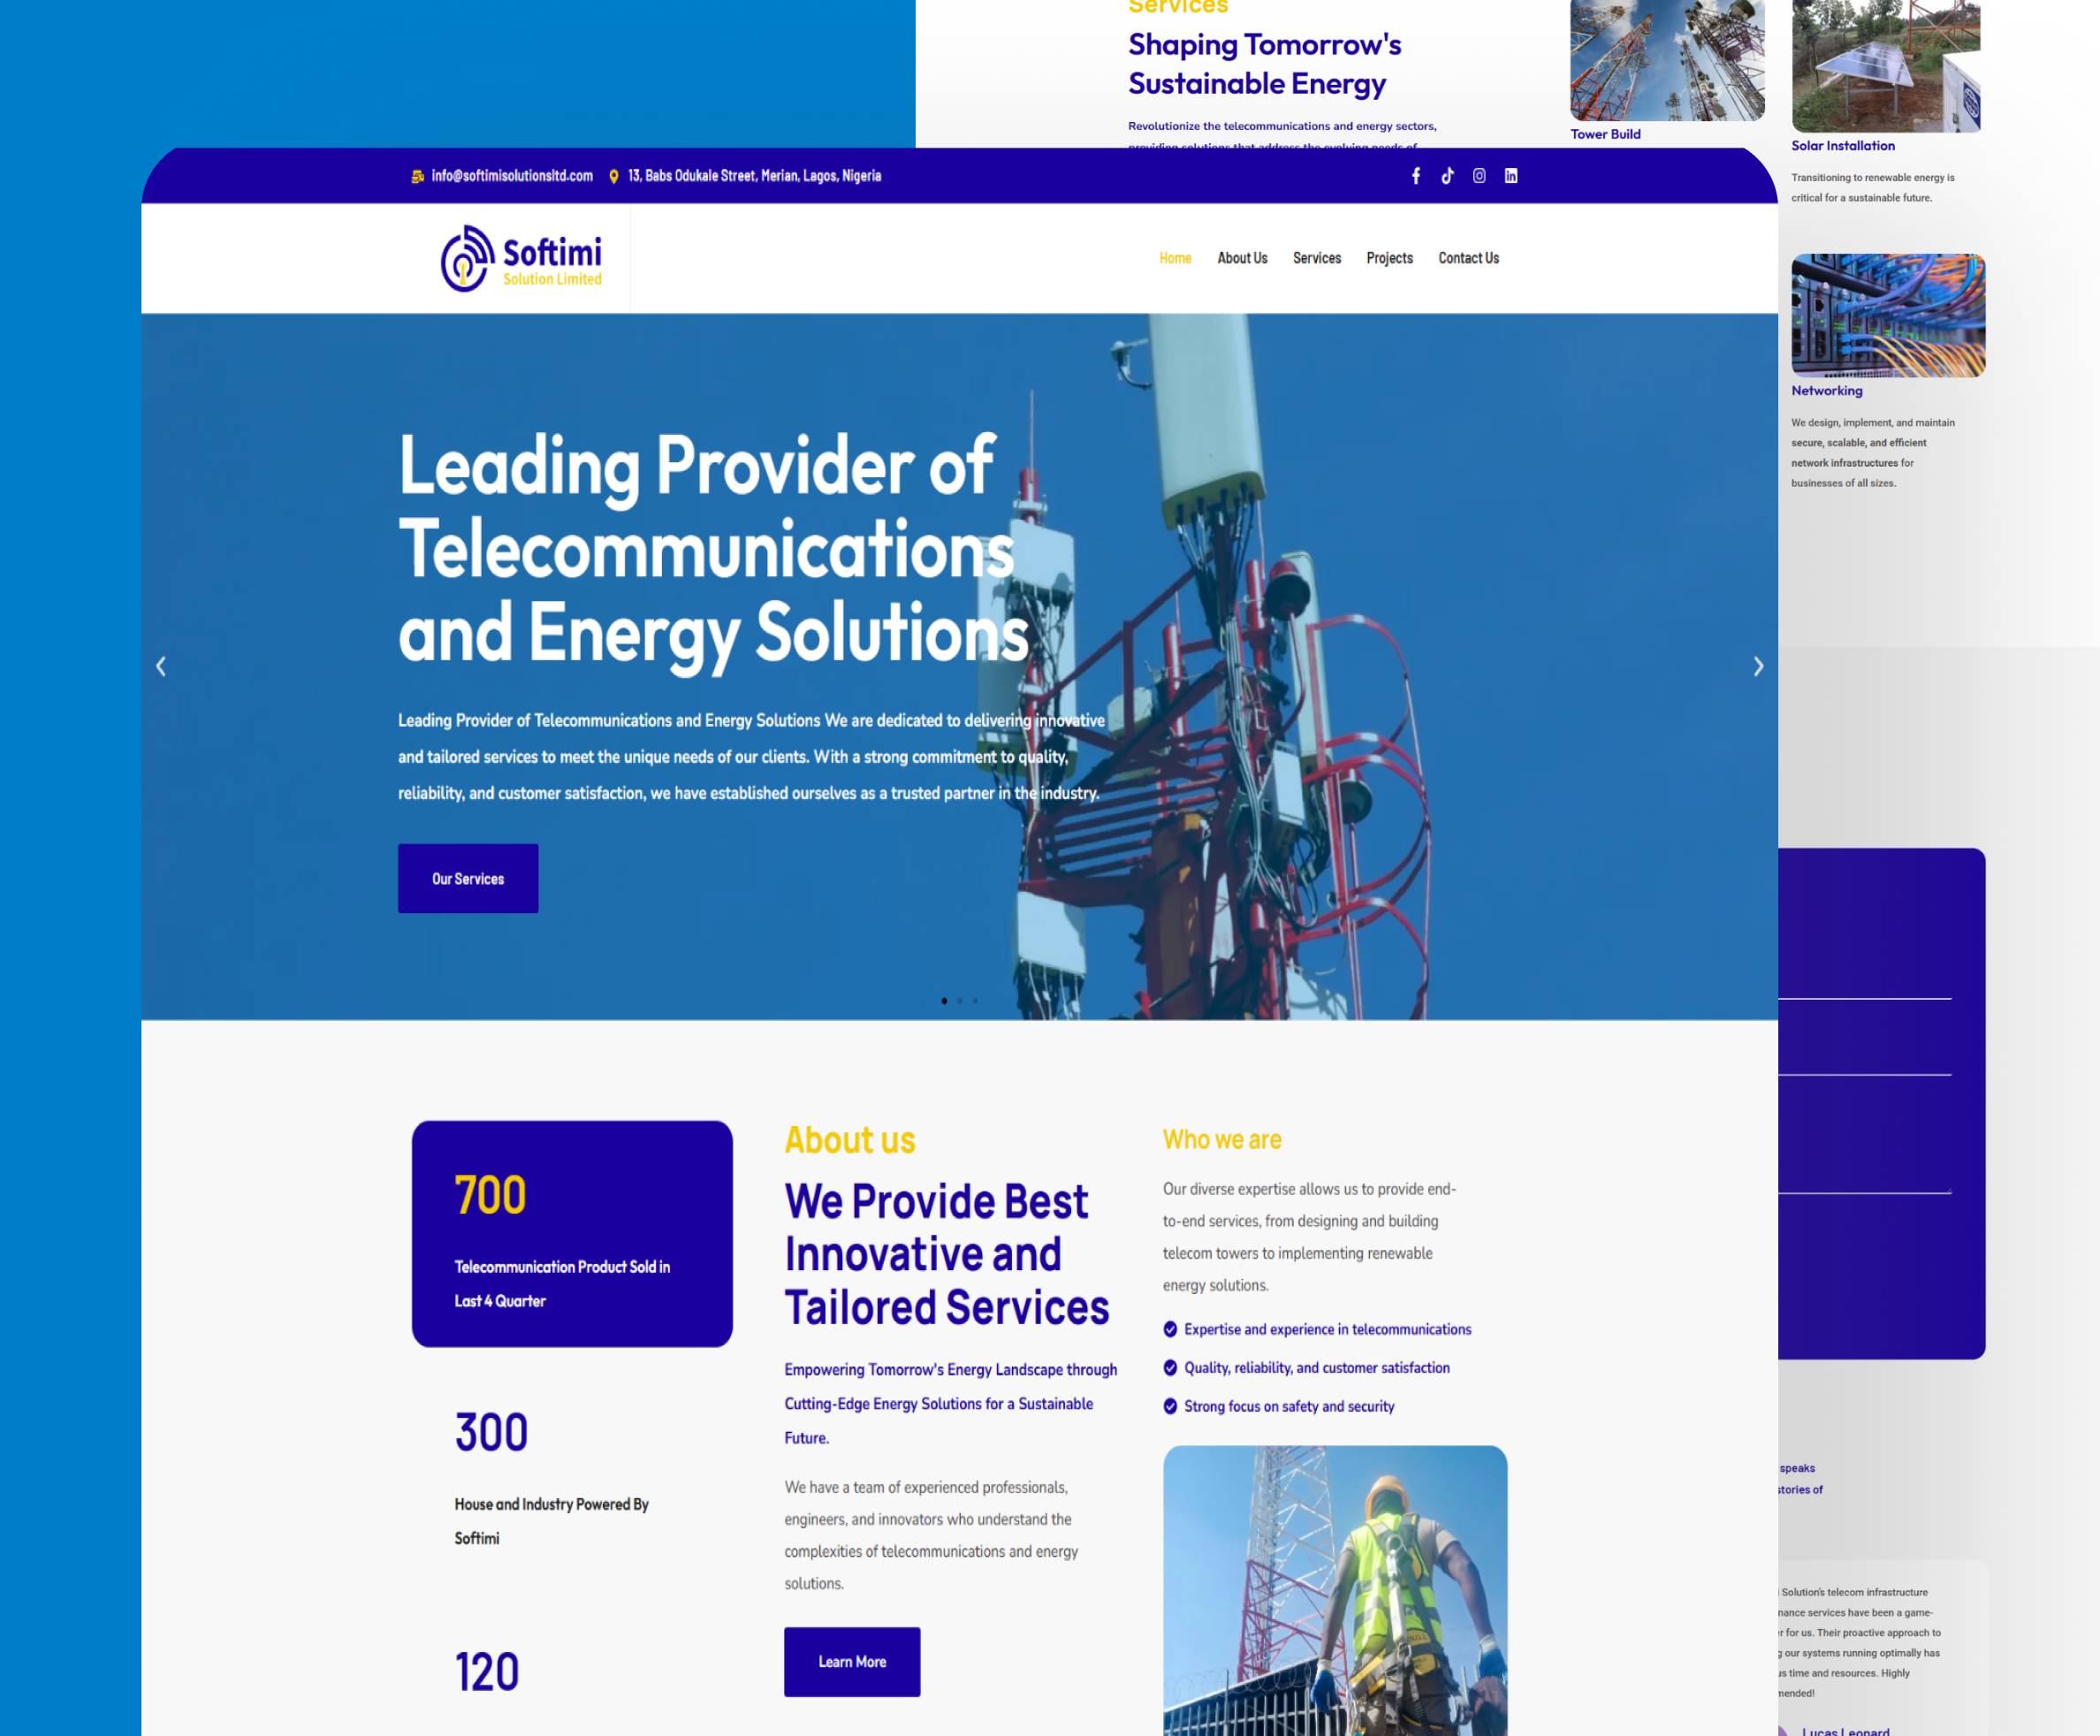 Services
Shaping Tomorrow's
Sustainable Energy
Revolutionize the telecommunications and energy sectors,
providing solutions that address the evolving needs of
Tower Build
Solar Installation
Transitioning to renewable energy is
critical for a sustainable future.
Networking
We design, implement, and maintain
secure, scalable, and efficient
network infrastructures for
businesses of all sizes.
info@softimisolutionsltd.com
13, Babs Odukale Street, Merian, Lagos, Nigeria
Softimi
Solution Limited
Home About Us Services Projects Contact Us
Leading Provider of
Telecommunications
and Energy Solutions
Leading Provider of Telecommunications and Energy Solutions We are dedicated to delivering innovative
and tailored services to meet the unique needs of our clients. With a strong commitment to quality,
reliability, and customer satisfaction, we have established ourselves as a trusted partner in the industry.
Our Services
700
Telecommunication Product Sold in
Last 4 Quarter
300
House and Industry Powered By
Softimi
120
About us
We Provide Best
Innovative and
Tailored Services
Empowering Tomorrow's Energy Landscape through
Cutting-Edge Energy Solutions for a Sustainable
Future.
We have a team of experienced professionals,
engineers, and innovators who understand the
complexities of telecommunications and energy
solutions.
Learn More
Who we are
Our diverse expertise allows us to provide end-
to-end services, from designing and building
telecom towers to implementing renewable
energy solutions.
Expertise and experience in telecommunications
Quality, reliability, and customer satisfaction
Strong focus on safety and security
speaks
stories of
Solution's telecom infrastructure
services have been a game-
for us. Their proactive approach to
our systems running optimally has
us time and resources. Highly
Lucas Leonard